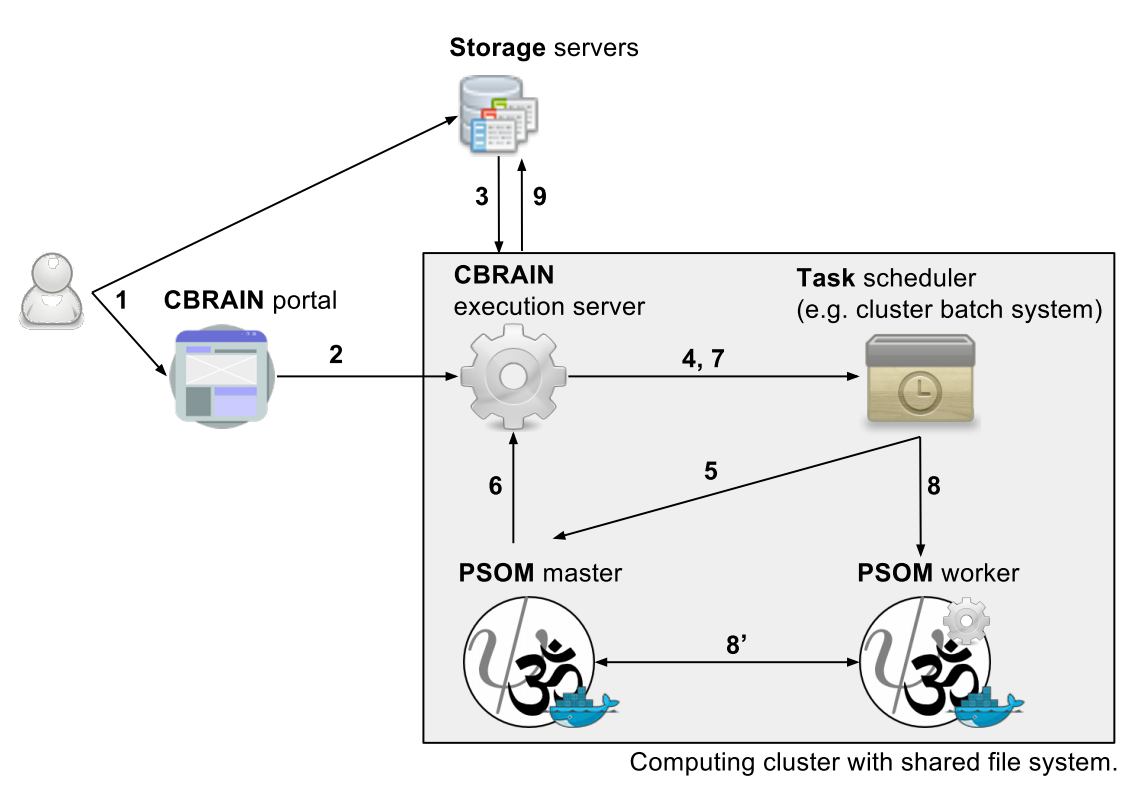 Storage servers
3
9
1
CBRAIN portal
2
CBRAIN
execution server
Task scheduler
(e.g. cluster batch system)
4, 7
5
6
8
PSOM master
PSOM worker
ψ
ॐ
8’
ψ
ॐ
Computing cluster with shared file system.